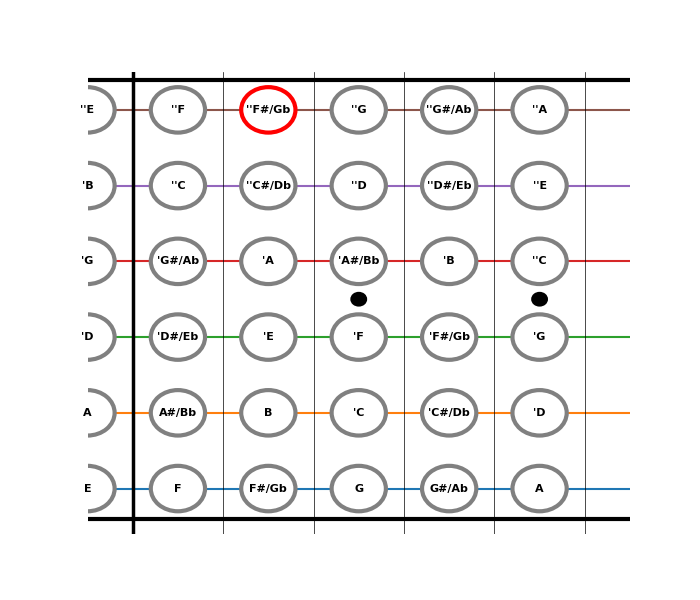 ''E ''F ''F#/Gb ''G ''G#/Ab ''A
'B ''C ''C#/Db ''D ''D#/Eb ''E
'G 'G#/Ab 'A 'A#/Bb 'B ''C
'D 'D#/Eb 'E 'F 'F#/Gb 'G
A A#/Bb B 'C 'C#/Db 'D
E F F#/Gb G G#/Ab A